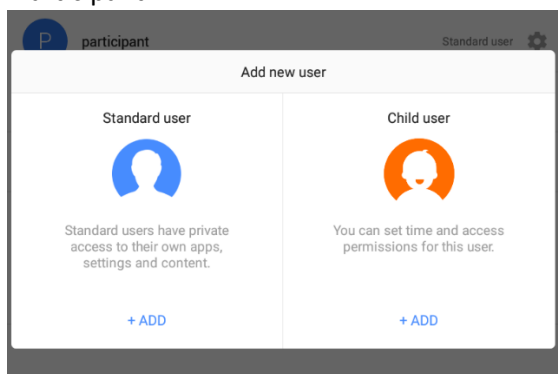 P participant Standard user
Add new user
Standard user
Standard users have private
access to their own apps,
settings and content.
+ ADD
Child user
You can set time and access
permissions for this user.
+ ADD